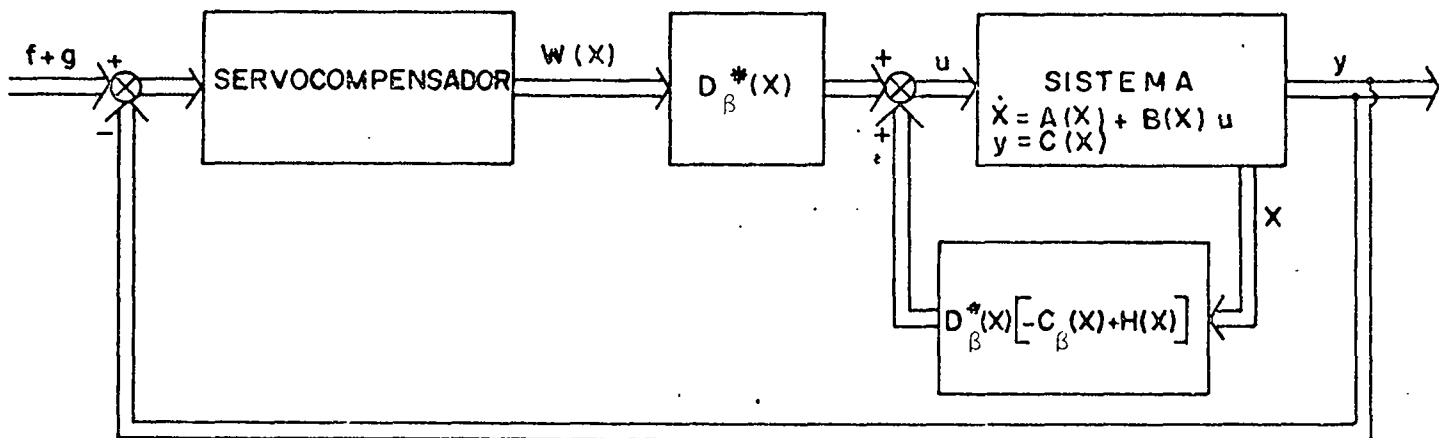 f+g
+
−
SERVOCOMPENSADOR
W(X)
D*β(X)
+
+
u
SISTEMA
Ẋ = A(X) + B(X) u
y = C(X)
y
X
D*β(X)[-Cβ(X)+H(X)]